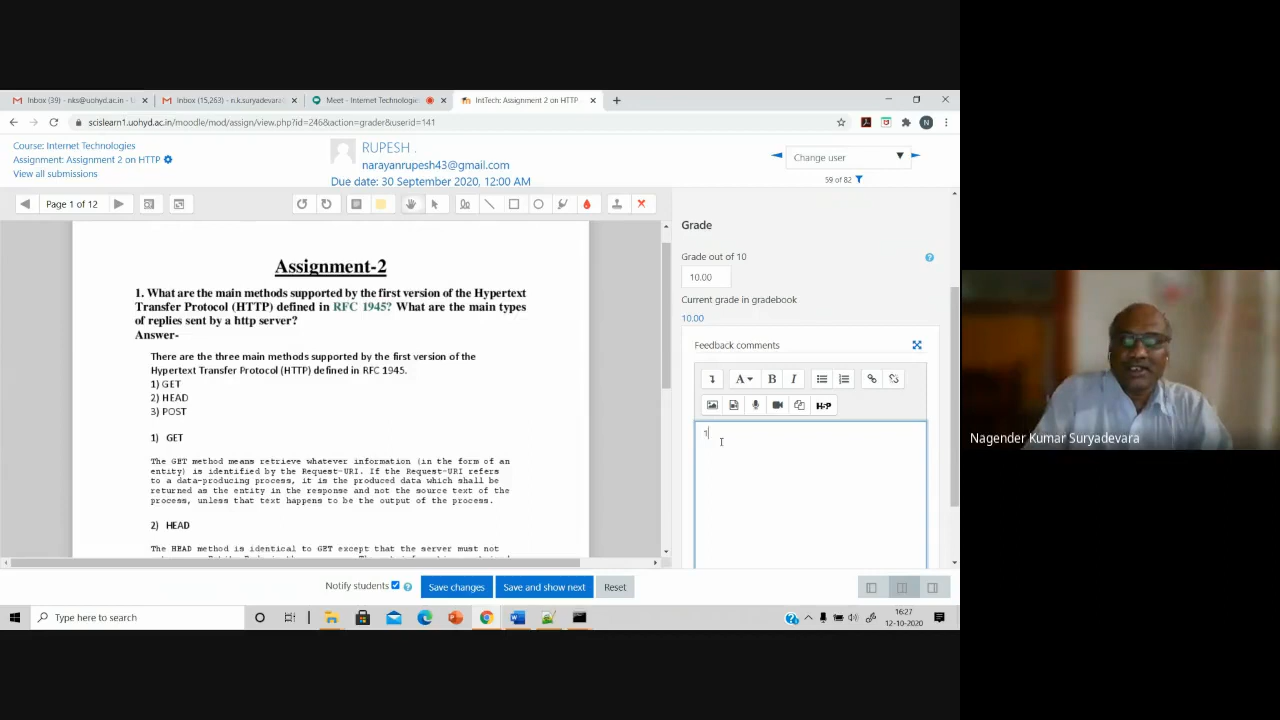 Inbox (39) - nks@uohyd.ac.in -
Inbox (15,263) - n.k.suryadevara
Meet - Internet Technologies
IntTech: Assignment 2 on HTTP
scislearn1.uohyd.ac.in/moodle/mod/assign/view.php?id=246&action=grader&userid=141
N
Course: Internet Technologies
Assignment: Assignment 2 on HTTP
View all submissions
RUPESH .
narayanrupesh43@gmail.com
Due date: 30 September 2020, 12:00 AM
Change user
59 of 82
Page 1 of 12
Assignment-2
1. What are the main methods supported by the first version of the Hypertext
Transfer Protocol (HTTP) defined in RFC 1945? What are the main types
of replies sent by a http server?
Answer-
There are the three main methods supported by the first version of the
Hypertext Transfer Protocol (HTTP) defined in RFC 1945.
1) GET
2) HEAD
3) POST
1) GET
The GET method means retrieve whatever information (in the form of an
entity) is identified by the Request-URI. If the Request-URI refers
to a data-producing process, it is the produced data which shall be
returned as the entity in the response and not the source text of the
process, unless that text happens to be the output of the process.
2) HEAD
The HEAD method is identical to GET except that the server must not
Grade
Grade out of 10
10.00
Current grade in gradebook
10.00
Feedback comments
A
B
I
H-P
1
Notify students
Save changes
Save and show next
Reset
Type here to search
16:27
12-10-2020
Nagender Kumar Suryadevara